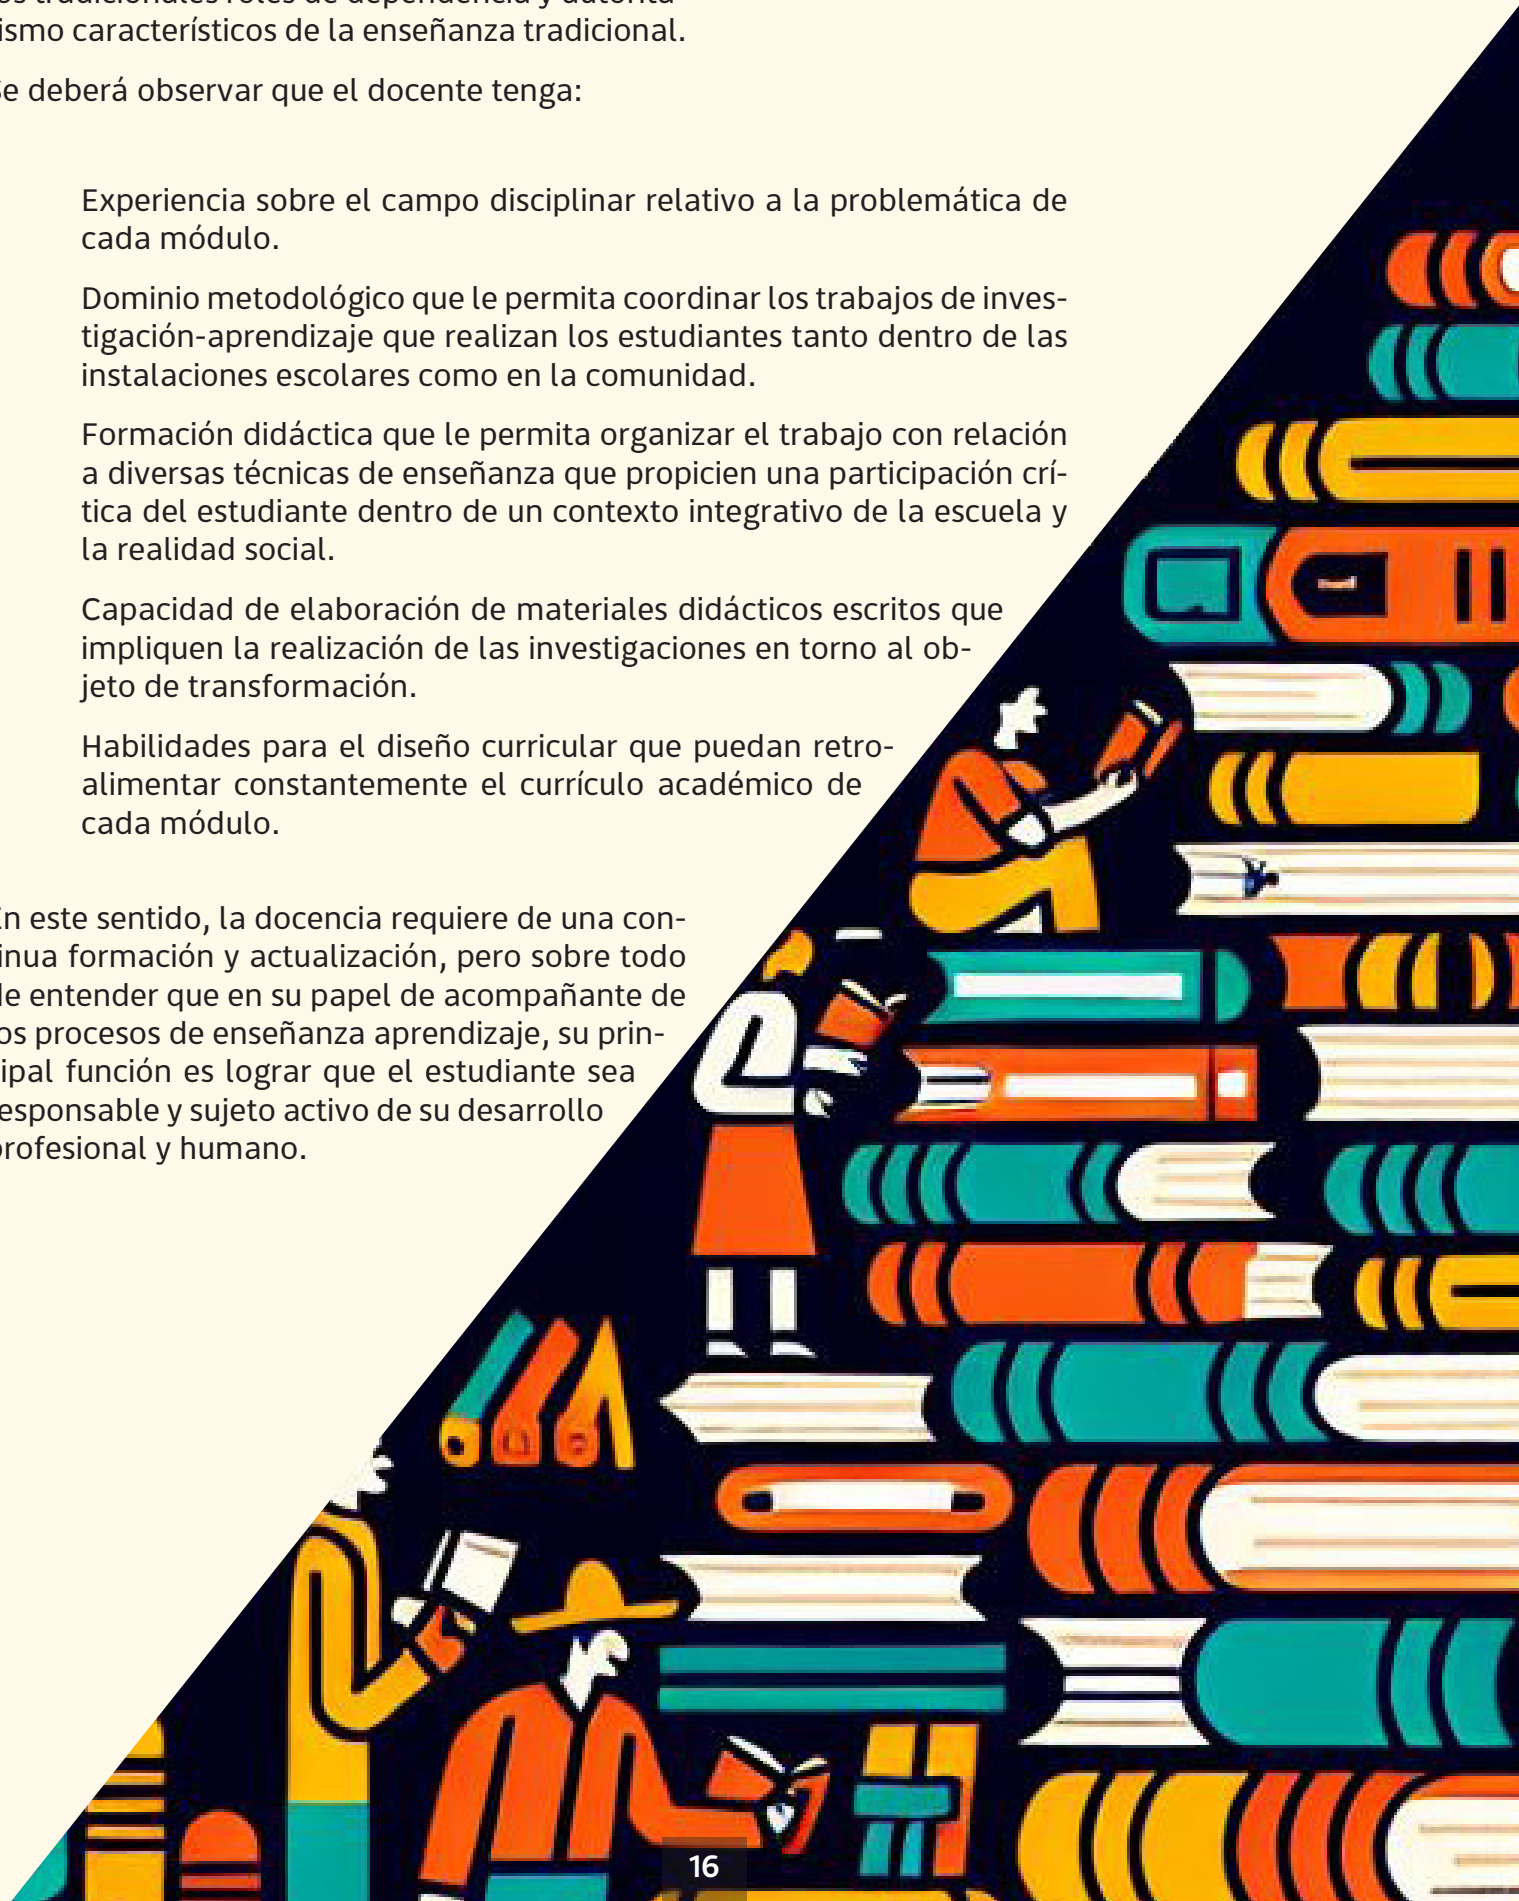 tradicionales roles de dependencia y autorita-
ismo característicos de la enseñanza tradicional.
e deberá observar que el docente tenga:
Experiencia sobre el campo disciplinar relativo a la problemática de
cada módulo.
Dominio metodológico que le permita coordinar los trabajos de inves-
tigación-aprendizaje que realizan los estudiantes tanto dentro de las
instalaciones escolares como en la comunidad.
Formación didáctica que le permita organizar el trabajo con relación
a diversas técnicas de enseñanza que propicien una participación crí-
tica del estudiante dentro de un contexto integrativo de la escuela y
la realidad social.
Capacidad de elaboración de materiales didácticos escritos que
impliquen la realización de las investigaciones en torno al ob-
jeto de transformación.
Habilidades para el diseño curricular que puedan retro-
alimentar constantemente el currículo académico de
cada módulo.
n este sentido, la docencia requiere de una con-
inua formación y actualización, pero sobre todo
de entender que en su papel de acompañante de
os procesos de enseñanza aprendizaje, su prin-
ipal función es lograr que el estudiante sea
esponsable y sujeto activo de su desarrollo
profesional y humano.
16